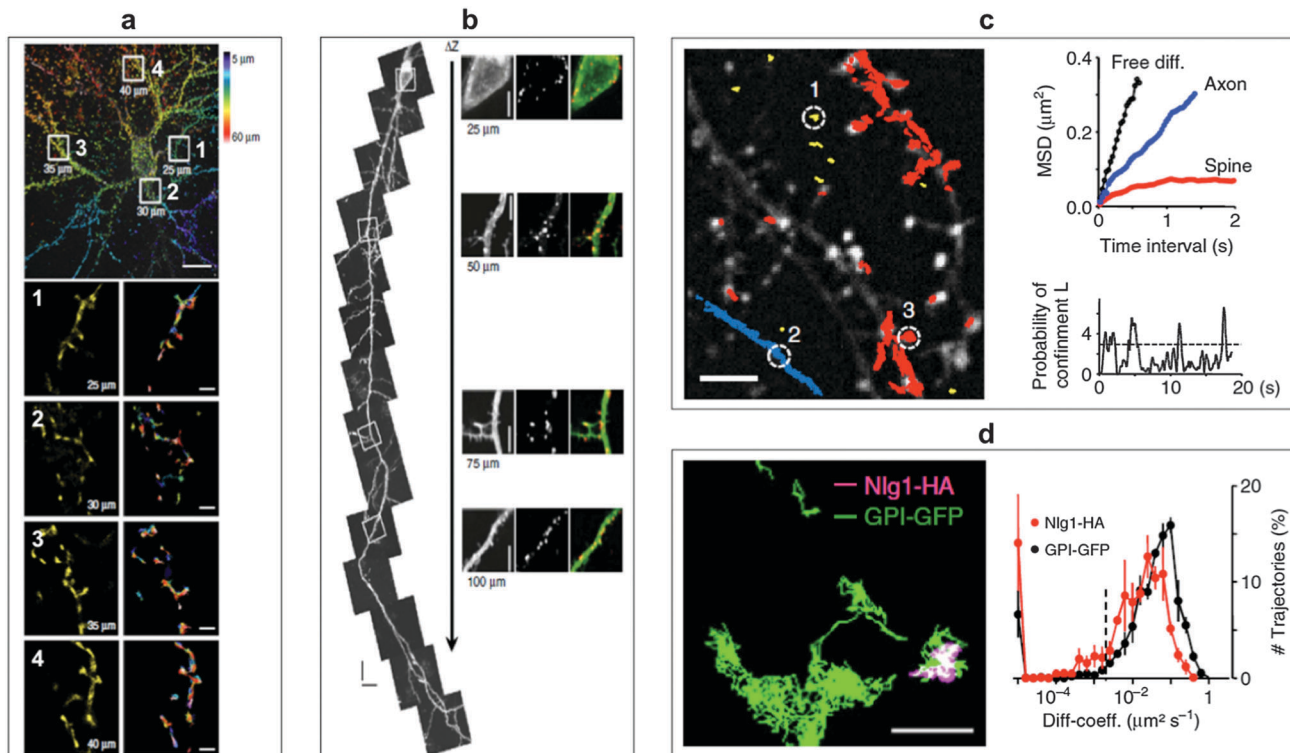 a
5 µm
60 µm
4
40 µm
3
35 µm
1
25 µm
2
30 µm
1
25 µm
2
30 µm
3
35 µm
4
40 µm
b
ΔZ
25 µm
50 µm
75 µm
100 µm
c
1
2
3
MSD (µm²)
0.4
0.2
0.0
Free diff.
Axon
Spine
0 1 2
Time interval (s)
Probability of
confinment L
6
4
2
0
0 10 20 (s)
d
Nlg1-HA
GPI-GFP
Nlg1-HA
GPI-GFP
20
10
0
# Trajectories (%)
10⁻⁴ 10⁻² 1
Diff-coeff. (µm² s⁻¹)